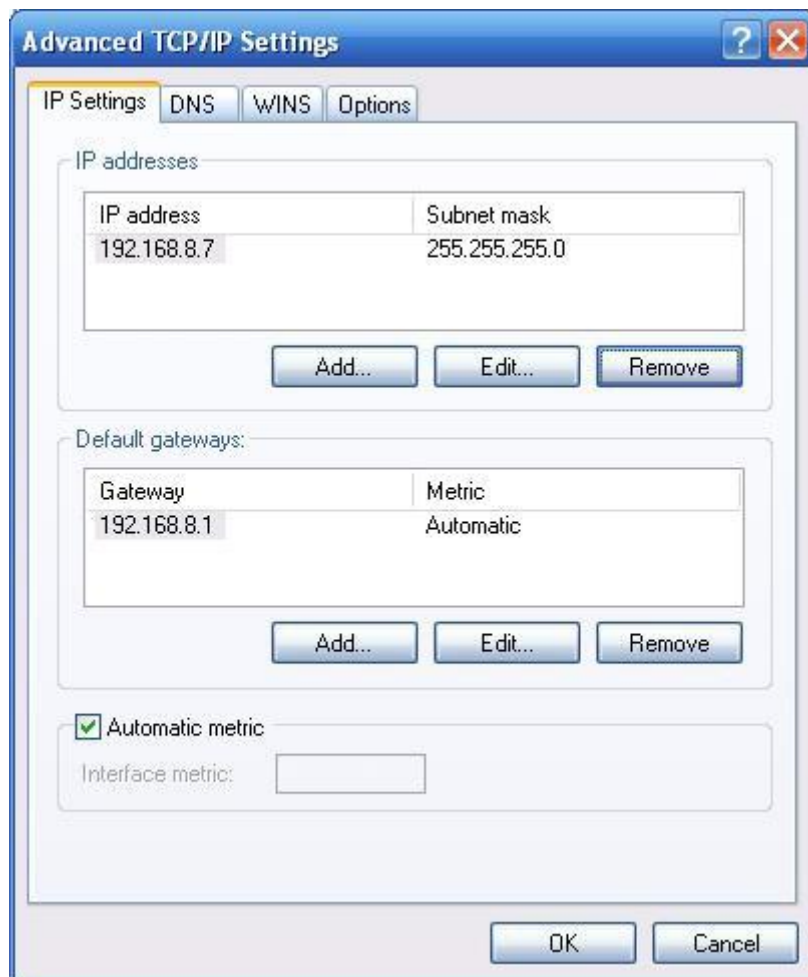 Advanced TCP/IP Settings
IP Settings DNS WINS Options
IP addresses
IP address Subnet mask
192.168.8.7 255.255.255.0
Add... Edit... Remove
Default gateways:
Gateway Metric
192.168.8.1 Automatic
Add... Edit... Remove
Automatic metric
Interface metric:
OK Cancel